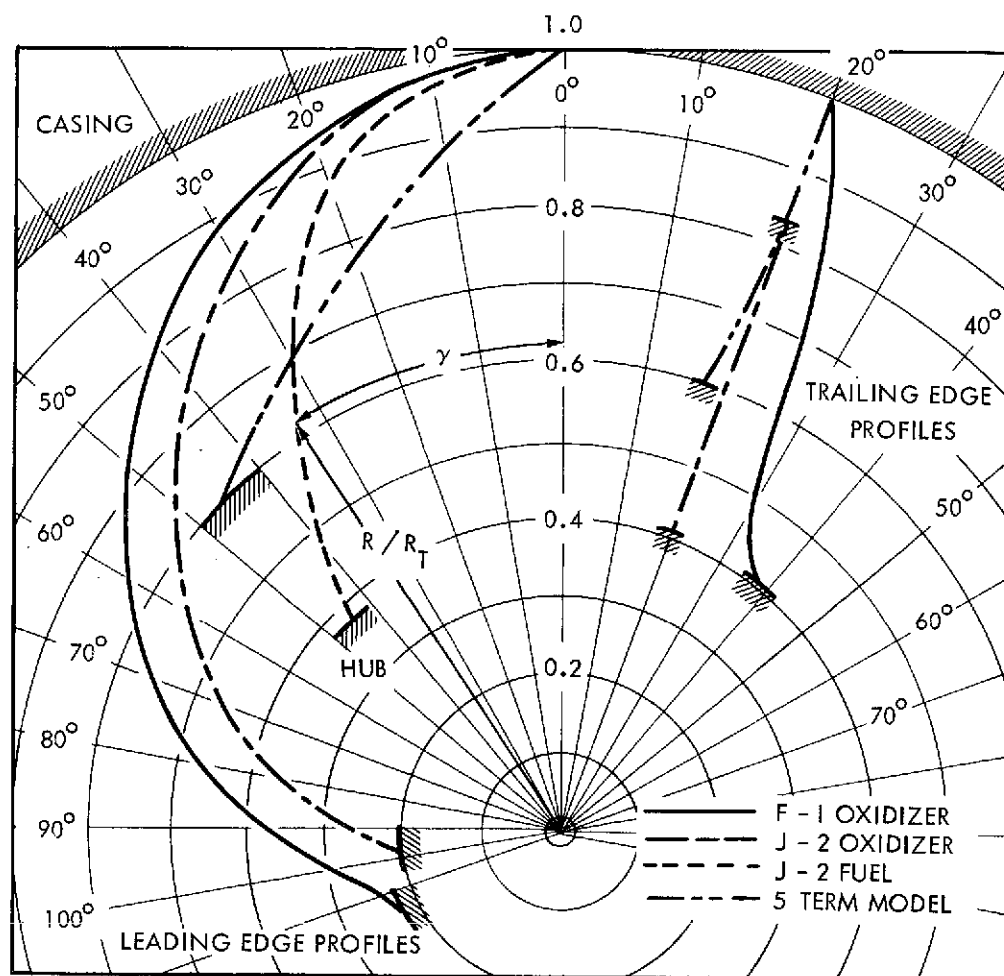 1.0
10°
0°
10°
20°
20°
CASING
30°
30°
40°
0.8
40°
50°
γ
0.6
TRAILING EDGE
PROFILES
60°
0.4
50°
R/R_T
60°
70°
HUB
0.2
70°
80°
90°
F-1 OXIDIZER
J-2 OXIDIZER
J-2 FUEL
5 TERM MODEL
100°
LEADING EDGE PROFILES